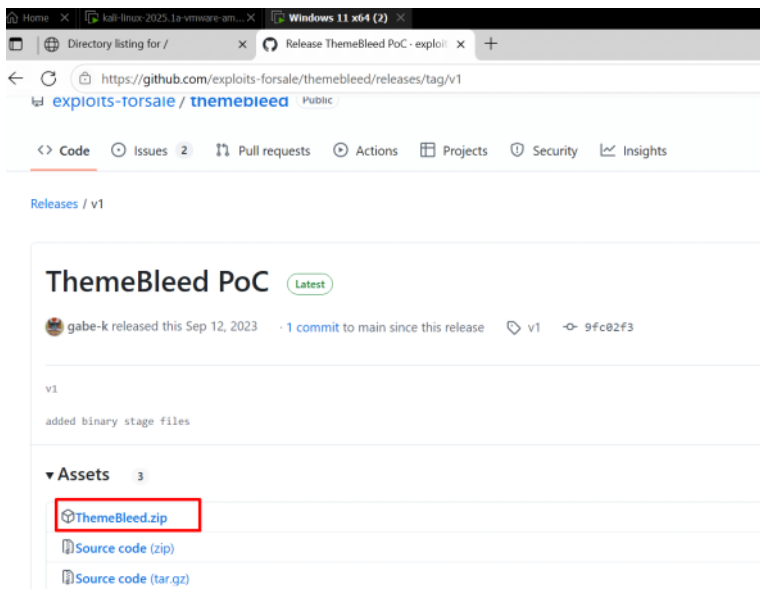 Home kali-linux-2025.1a-vmware-am... Windows 11 x64 (2)
Directory listing for / Release ThemeBleed PoC · exploit
https://github.com/exploits-forsale/themebleed/releases/tag/v1
exploits-forsale / themebleed Public
Code Issues 2 Pull requests Actions Projects Security Insights
Releases / v1
ThemeBleed PoC Latest
gabe-k released this Sep 12, 2023 · 1 commit to main since this release v1 9fc02f3
v1
added binary stage files
Assets 3
ThemeBleed.zip
Source code (zip)
Source code (tar.gz)